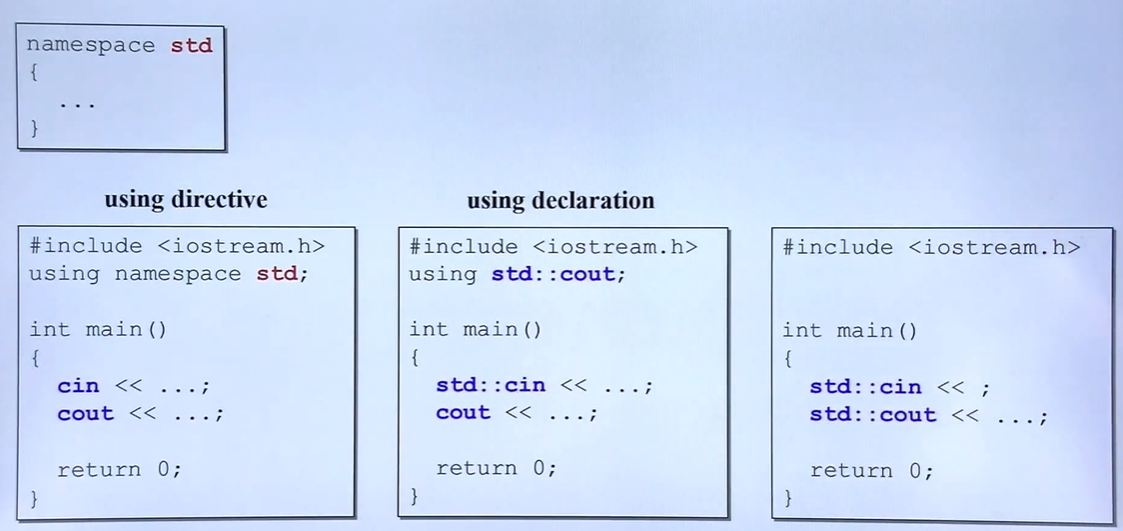 namespace std
{
...
}
using directive
#include <iostream.h>
using namespace std;
int main()
{
cin << ...;
cout << ...;
return 0;
}
using declaration
#include <iostream.h>
using std::cout;
int main()
{
std::cin << ...;
cout << ...;
return 0;
}
#include <iostream.h>
int main()
{
std::cin << ;
std::cout << ...;
return 0;
}